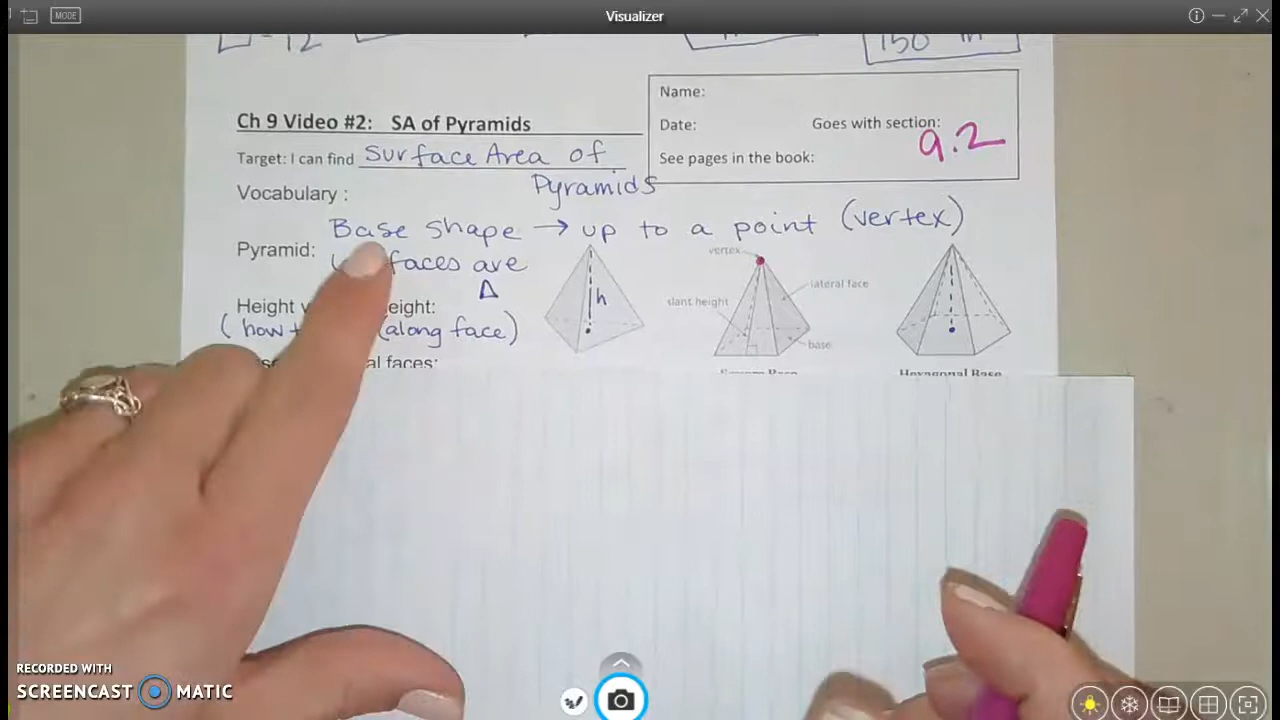 MODE
Visualizer
= 12
150 in
Name:
Ch 9 Video #2: SA of Pyramids
Date:
Goes with section:
9.2
Target: I can find Surface Area of
Pyramids
See pages in the book:
Vocabulary :
Base shape → up to a point (vertex)
Pyramid:
faces are
Δ
vertex
lateral face
slant height
base
h
Height
eight:
(how
(along face)
al faces:
Hexagonal Base
RECORDED WITH
SCREENCAST MATIC